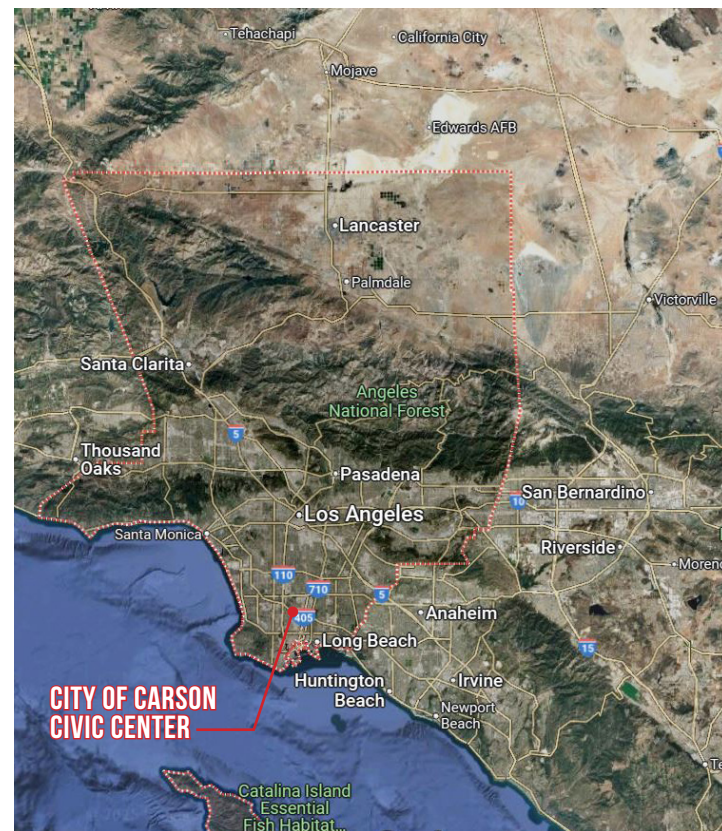 Tehachapi
California City
Mojave
Edwards AFB
Lancaster
Palmdale
Victorville
Santa Clarita
Angeles
National Forest
5
Thousand
Oaks
Pasadena
San Bernardino
10
Los Angeles
Santa Monica
Riverside
Moreno
110
710
5
405
Anaheim
Long Beach
15
Huntington
Beach
Irvine
CITY OF CARSON
CIVIC CENTER
Newport
Beach
Te
Catalina Island
Essential
Fish Habitat...